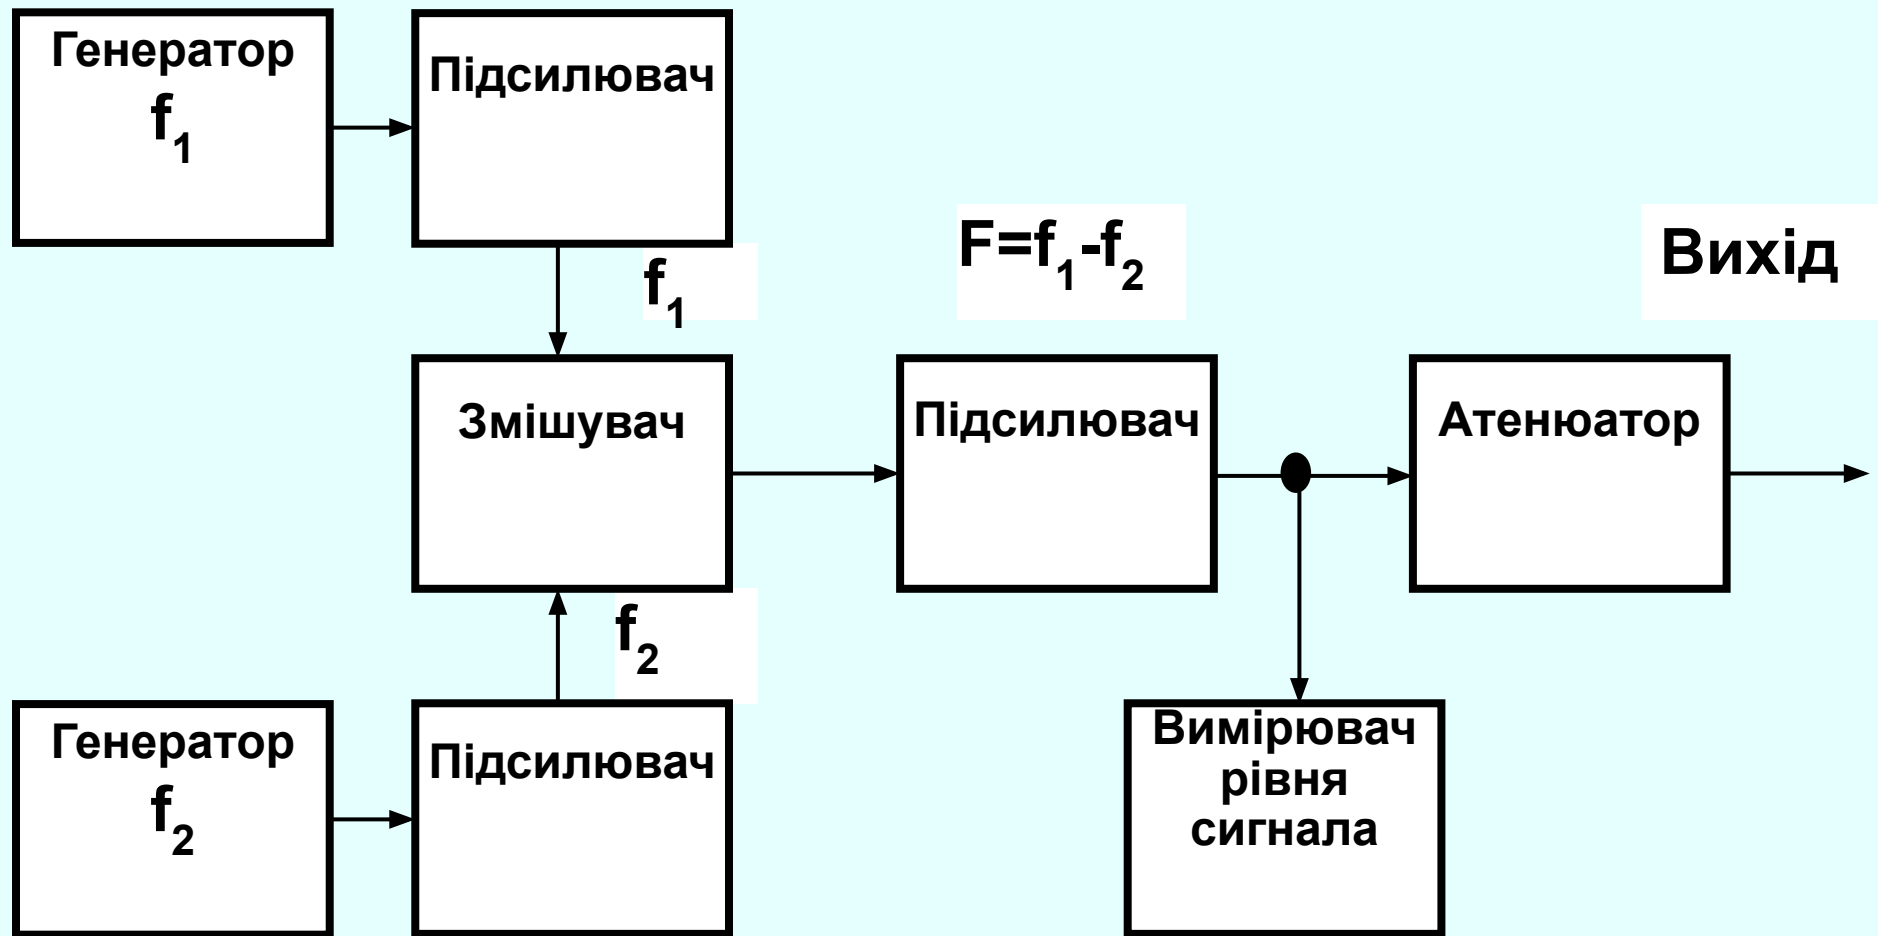 Генератор
f₁
Підсилювач
f₁
F=f₁-f₂
Вихід
Змішувач
Підсилювач
Атенюатор
f₂
Генератор
f₂
Підсилювач
Вимірювач
рівня
сигнала